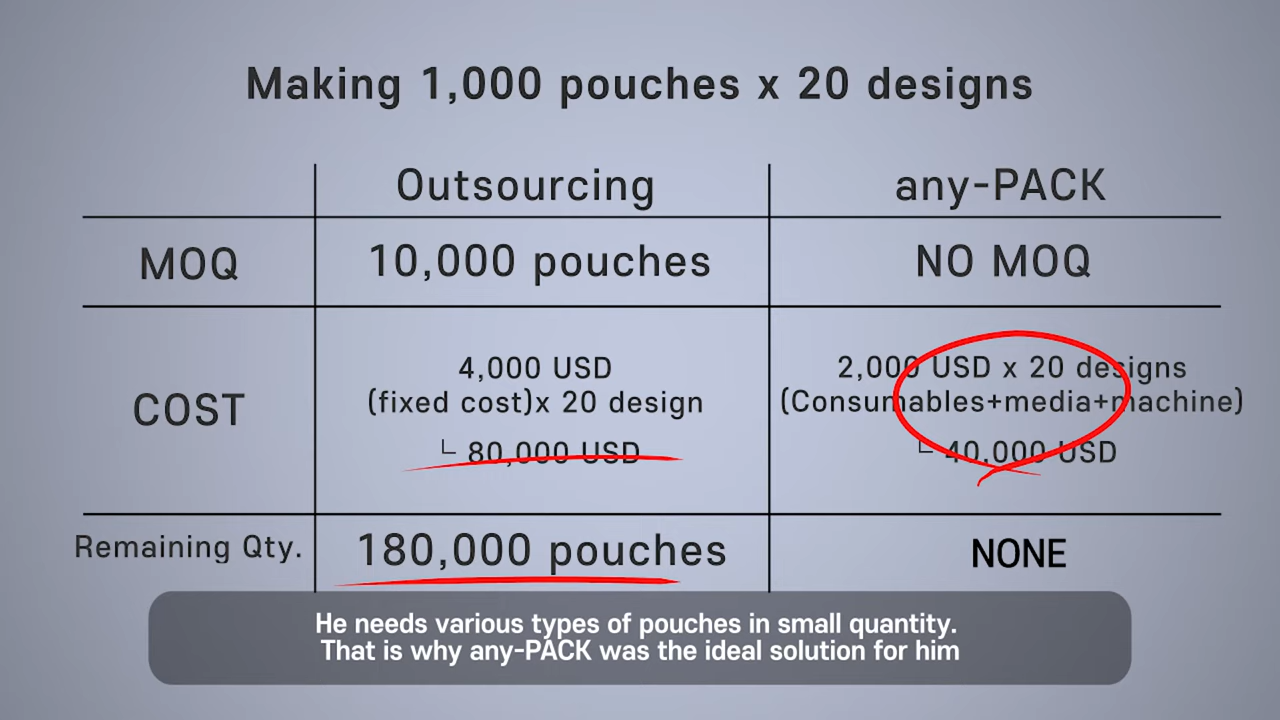 Making 1,000 pouches x 20 designs
Outsourcing any-PACK
MOQ 10,000 pouches NO MOQ
4,000 USD 2,000 USD x 20 designs
COST (fixed cost)x 20 design (Consumables+media+machine)
└ 80,000 USD └ 40,000 USD
Remaining Qty. 180,000 pouches NONE
He needs various types of pouches in small quantity.
That is why any-PACK was the ideal solution for him